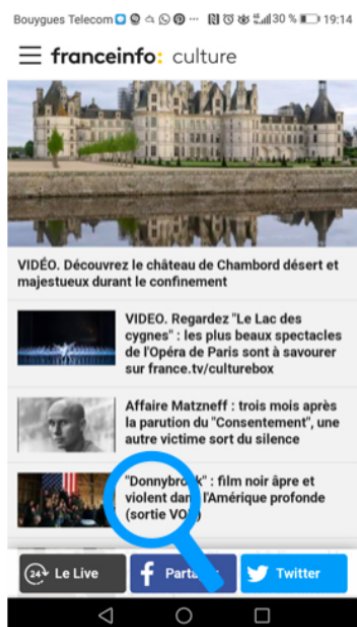 Bouygues Telecom 30 % 19:14
franceinfo: culture
VIDÉO. Découvrez le château de Chambord désert et
majestueux durant le confinement
VIDEO. Regardez "Le Lac des
cygnes" : les plus beaux spectacles
de l'Opéra de Paris sont à savourer
sur france.tv/culturebox
Affaire Matzneff : trois mois après
la parution du "Consentement", une
autre victime sort du silence
"Donnybrook" : film noir âpre et
violent dans l'Amérique profonde
(sortie VOD)
24 Le Live
f
Twitter